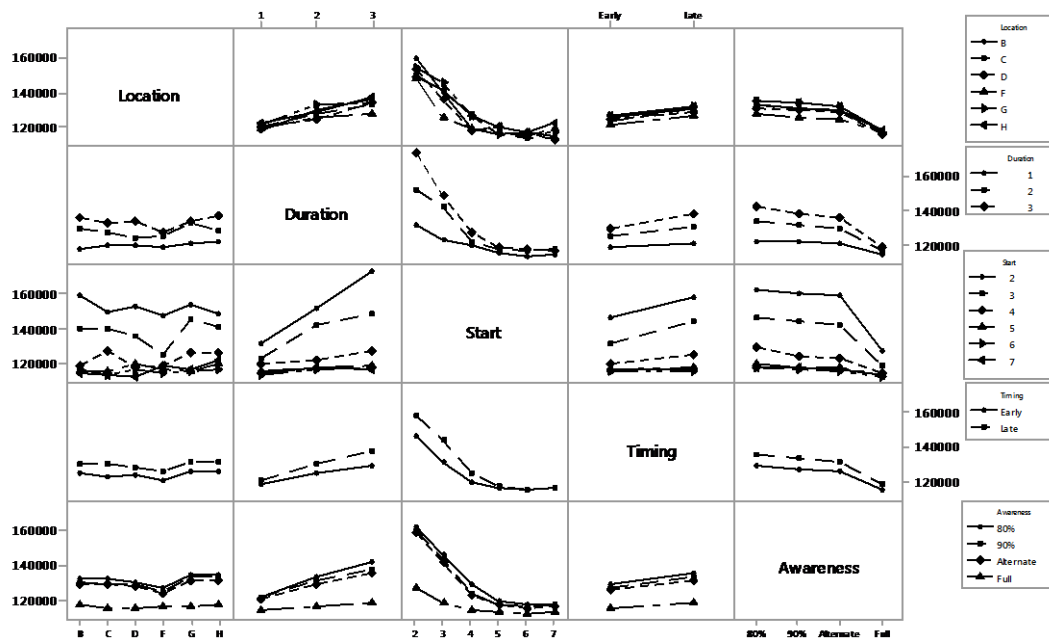 1 2 3 Early Late
Location
B
C
D
F
G
H
160000
140000
120000
Location
Duration
1
2
3
160000
140000
120000
Duration
Start
2
3
4
5
6
7
160000
140000
120000
Start
Timing
Early
Late
160000
140000
120000
Timing
Awareness
80%
90%
Alternate
Full
160000
140000
120000
Awareness
B C D F G H 2 3 4 5 6 7 80% 90% Alternate Full